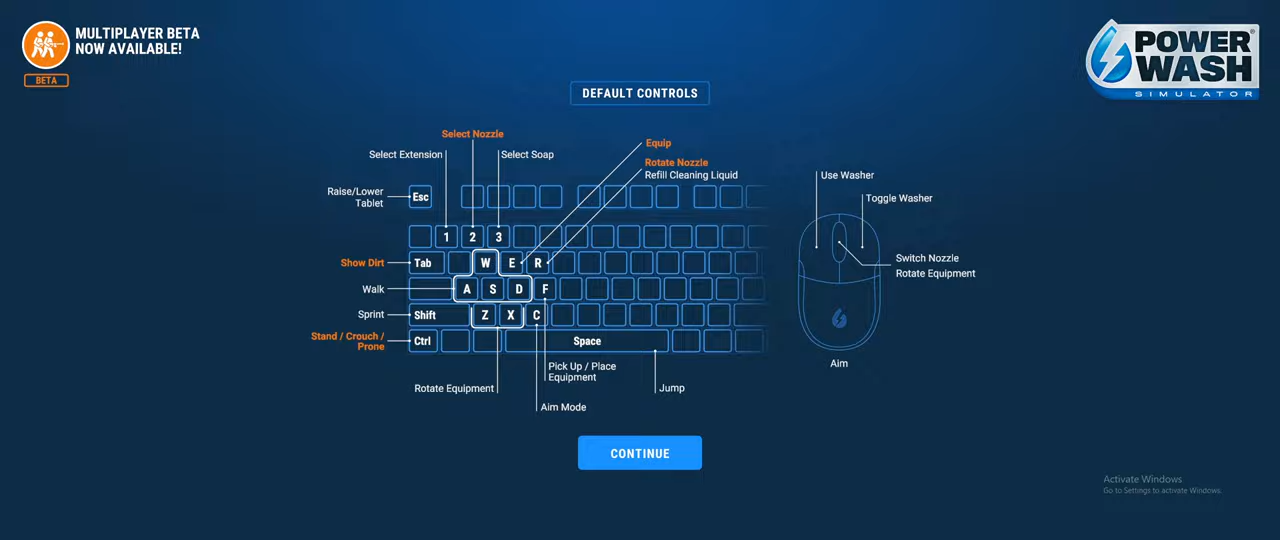 MULTIPLAYER BETA
NOW AVAILABLE!
BETA
POWER
WASH
SIMULATOR
DEFAULT CONTROLS
Select Nozzle
Select Extension
Select Soap
Equip
Rotate Nozzle
Refill Cleaning Liquid
Raise/Lower
Tablet
Esc
1 2 3
Show Dirt
Tab W E R
Walk
A S D F
Sprint
Shift Z X C
Stand / Crouch /
Prone
Ctrl Space
Rotate Equipment
Pick Up / Place
Equipment
Aim Mode
Jump
Use Washer
Toggle Washer
Switch Nozzle
Rotate Equipment
Aim
CONTINUE
Activate Windows
Go to Settings to activate Windows.